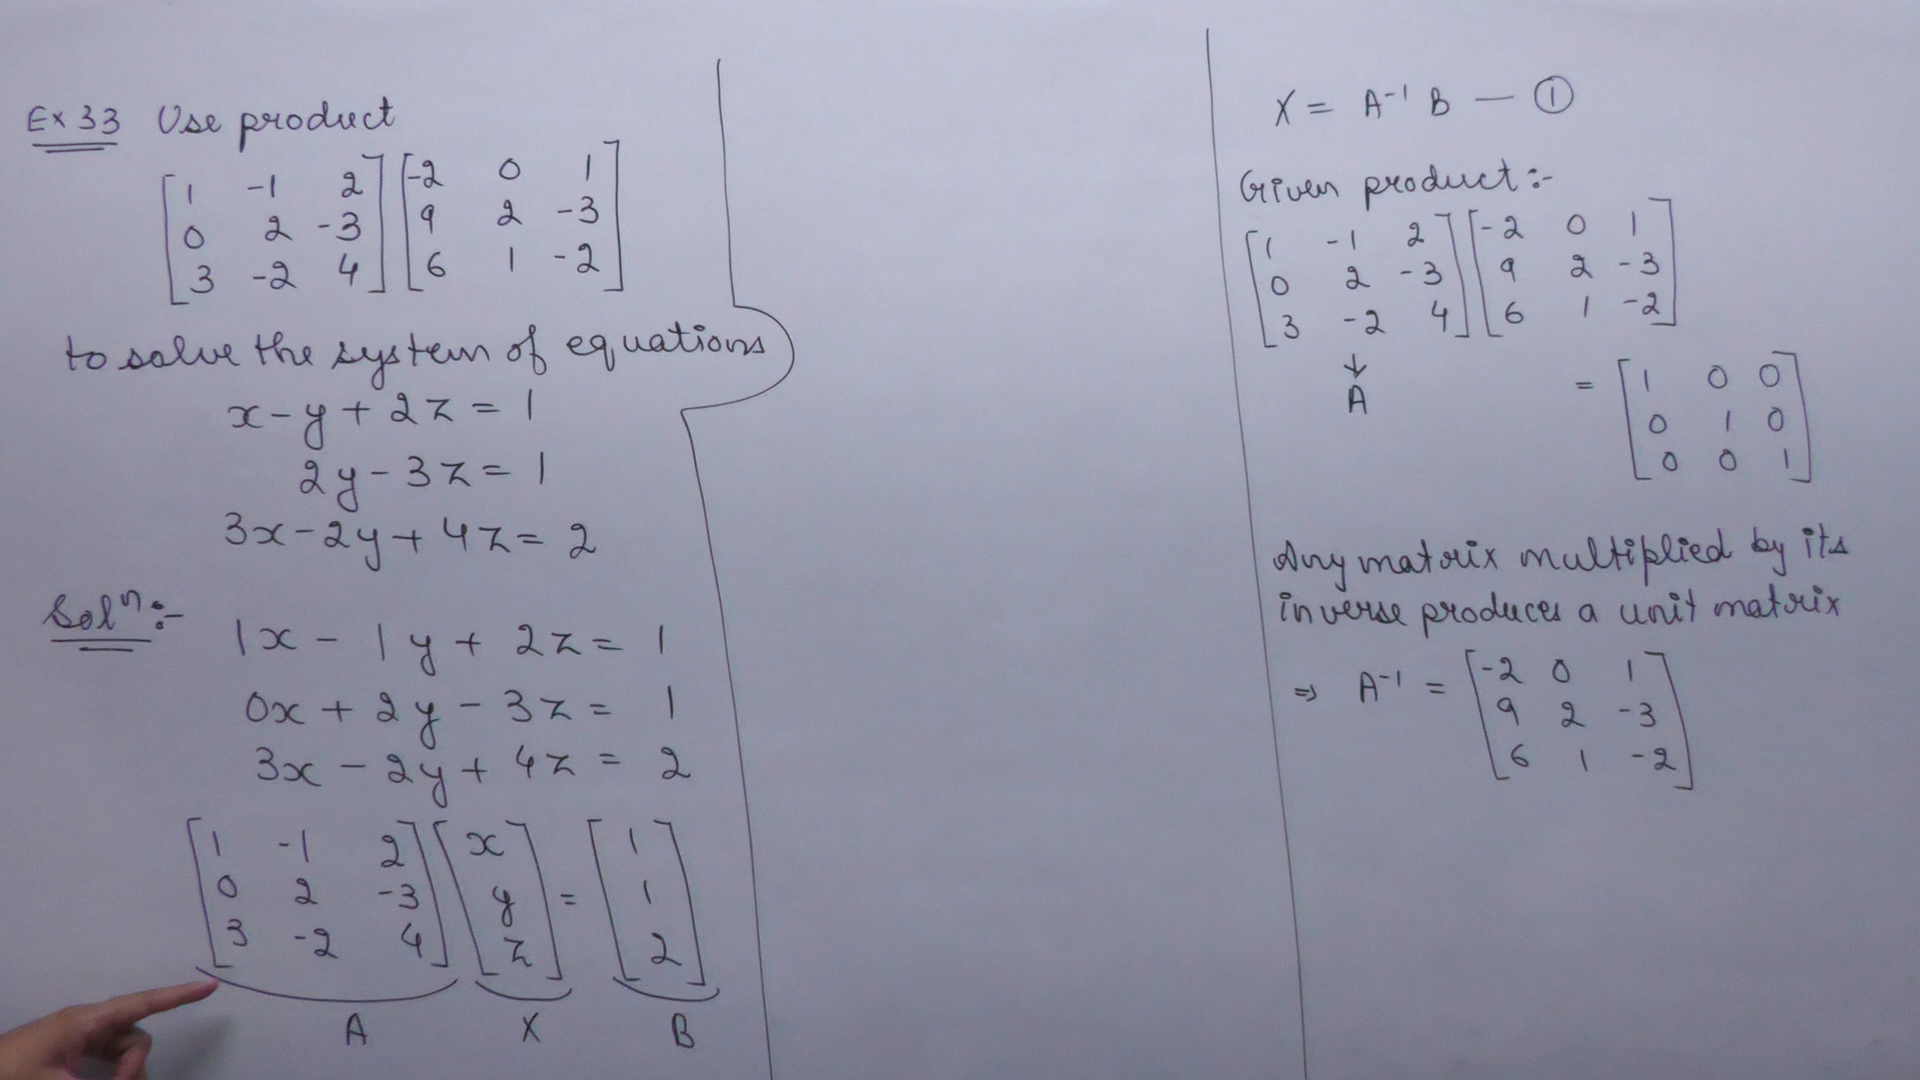 Ex 33 Use product
[1 -1 2] [-2 0 1]
[0 2 -3] [9 2 -3]
[3 -2 4] [6 1 -2]
to solve the system of equations
x - y + 2z = 1
2y - 3z = 1
3x - 2y + 4z = 2
Solⁿ:-
1x - 1y + 2z = 1
0x + 2y - 3z = 1
3x - 2y + 4z = 2
[1 -1 2] [x] [1]
[0 2 -3] [y] = [1]
[3 -2 4] [z] [2]
A X B
X = A⁻¹ B — ①
Given product:-
[1 -1 2] [-2 0 1]
[0 2 -3] [9 2 -3]
[3 -2 4] [6 1 -2]
↓
A
= [1 0 0]
[0 1 0]
[0 0 1]
Any matrix multiplied by its
inverse produces a unit matrix
⇒ A⁻¹ = [-2 0 1]
[9 2 -3]
[6 1 -2]